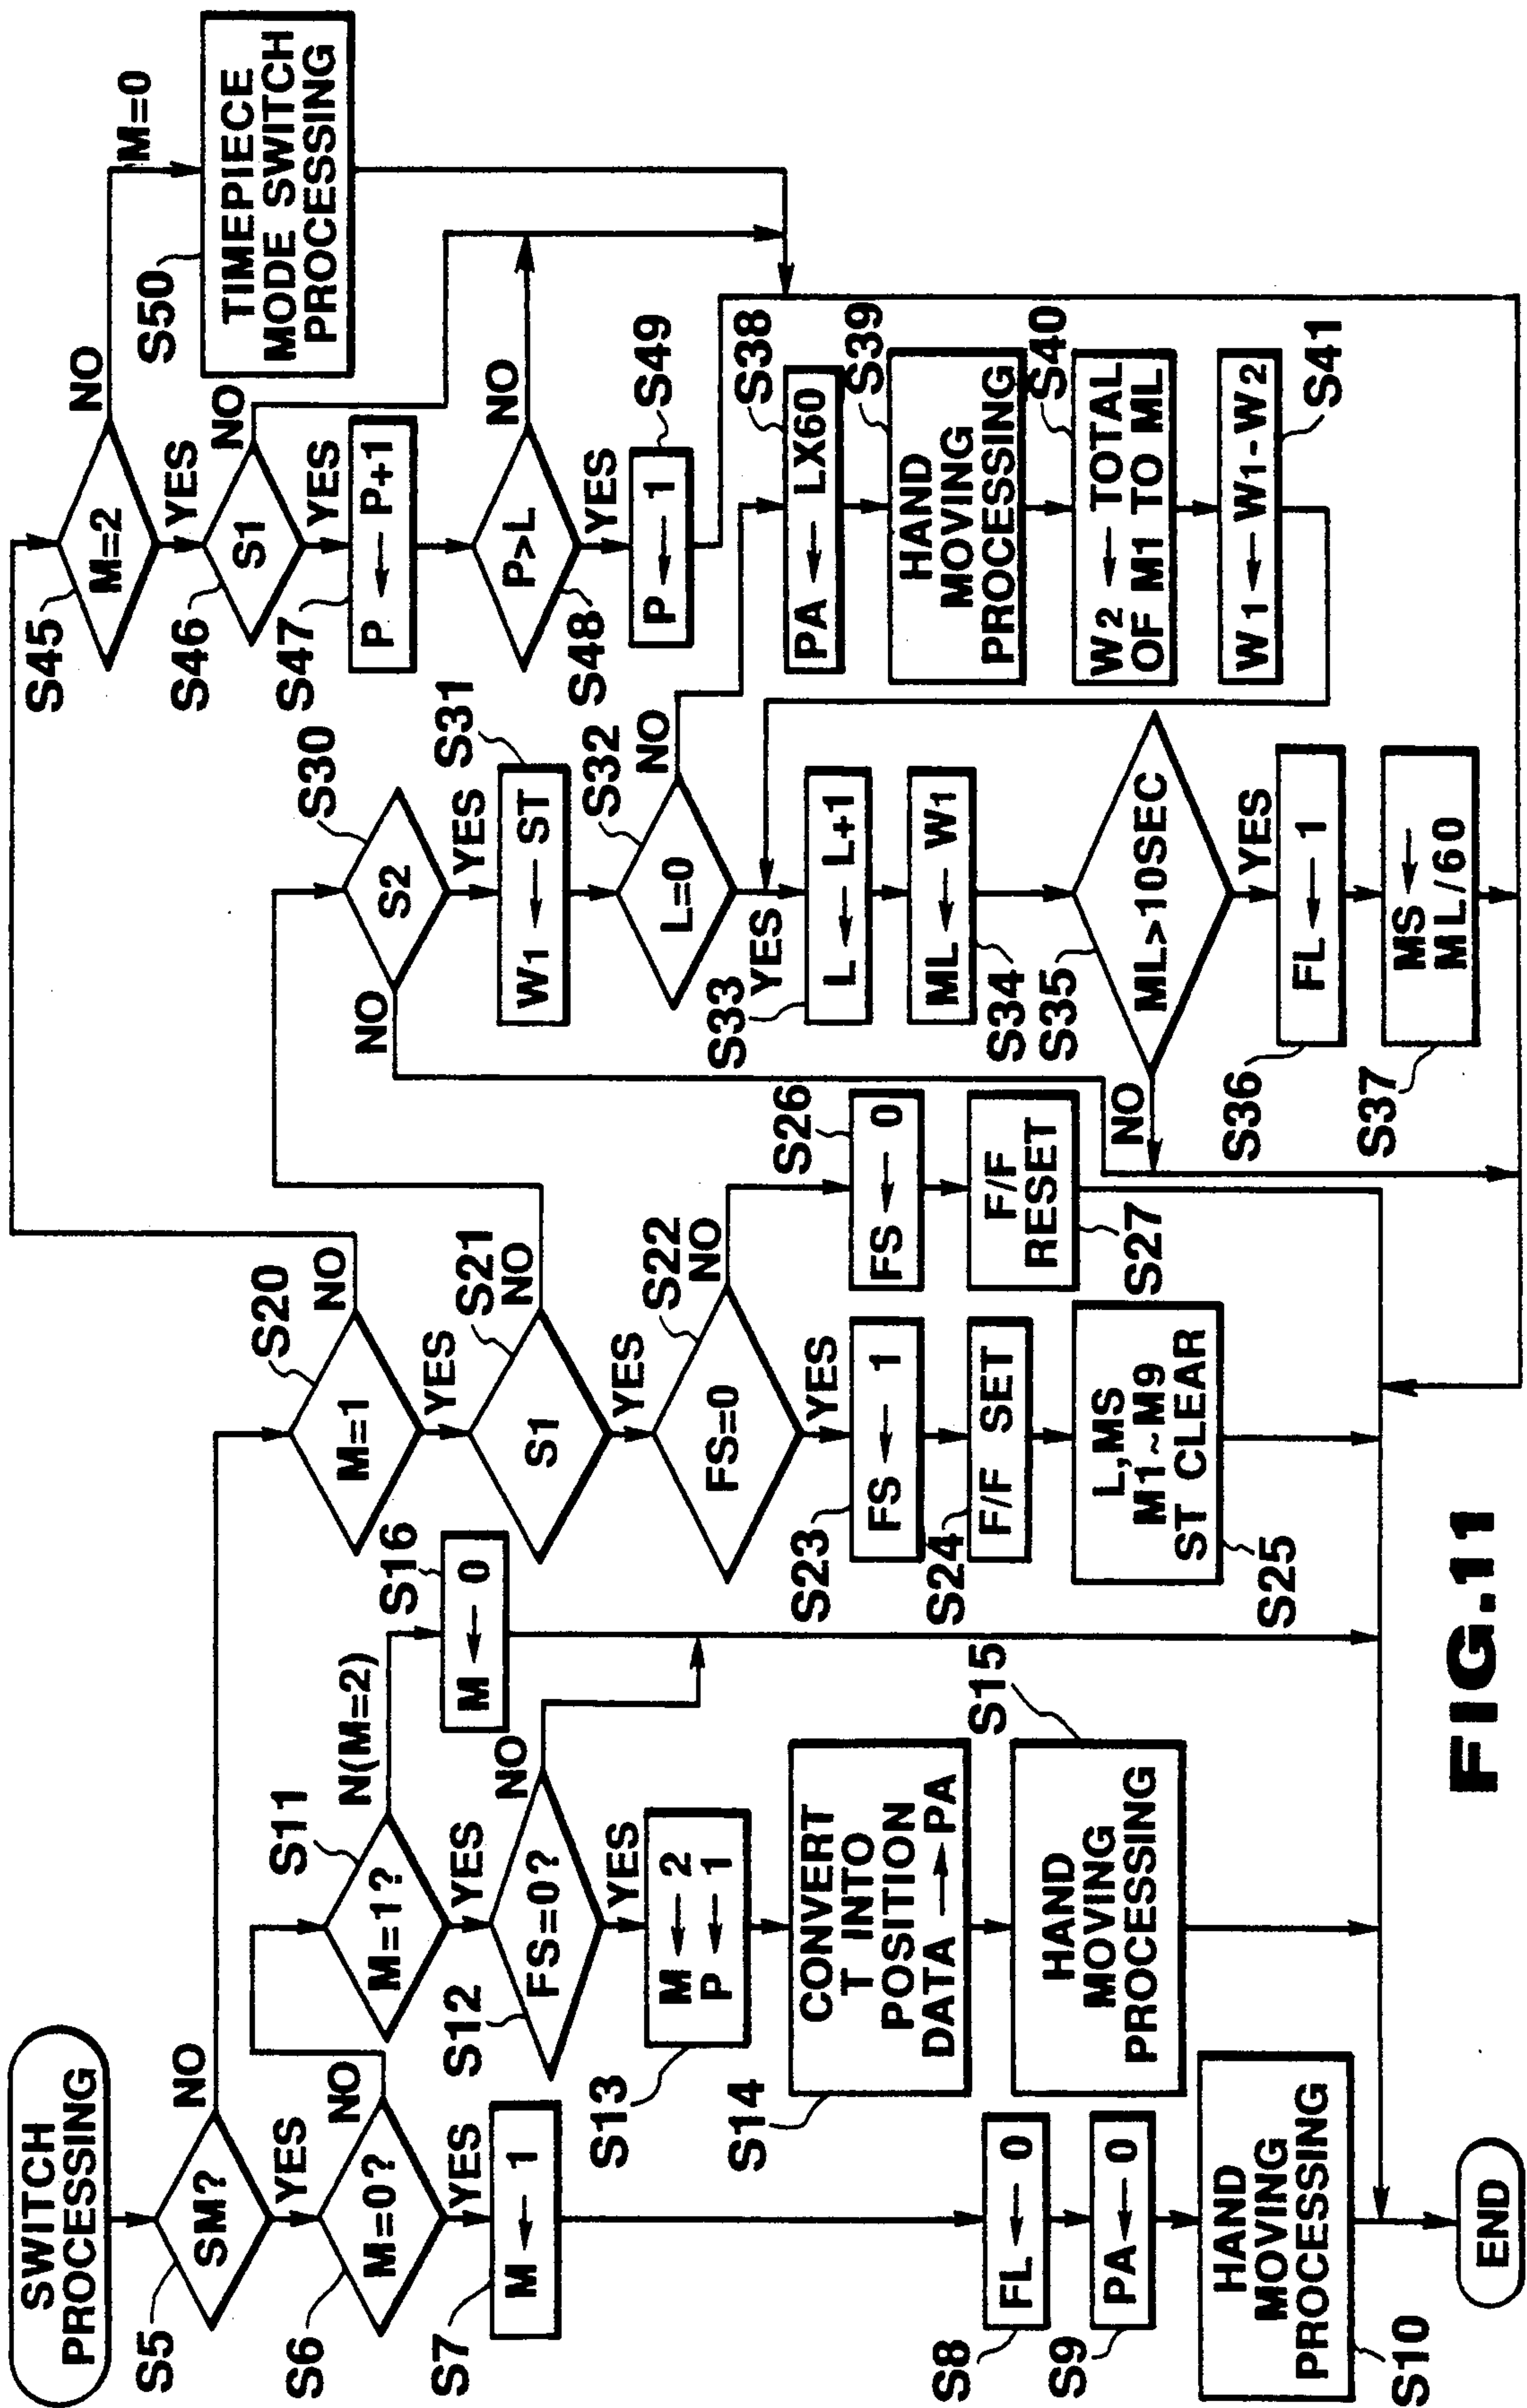 SWITCH
PROCESSING
S5
SM?
NO
YES
S6
M=0?
NO
YES
S7
M ← 1
S8
FL ← 0
S9
PA ← 0
S10
HAND
MOVING
PROCESSING
END
S11
M=1?
N(M=2)
YES
S12
FS=0?
NO
YES
S13
M ← 2
P ← 1
S14
CONVERT
T INTO
POSITION
DATA → PA
S15
HAND
MOVING
PROCESSING
S16
M ← 0
S20
M=1
NO
YES
S21
S1
NO
YES
S22
FS=0
NO
YES
S23
FS ← 1
S24
F/F SET
S25
L,MS
M1~M9
ST CLEAR
S26
FS ← 0
S27
F/F
RESET
S30
S2
NO
YES
S31
W1 ← ST
S32
L=0
NO
YES
S33
L ← L+1
S34
ML ← W1
S35
ML>10SEC
NO
YES
S36
FL ← 1
S37
MS ←
ML/60
S38
PA ← LX60
S39
HAND
MOVING
PROCESSING
S40
W2 ← TOTAL
OF M1 TO ML
S41
W1 ← W1-W2
S45
M=2
NO
YES
S46
S1
NO
YES
S47
P ← P+1
S48
P>L
NO
YES
S49
P ← 1
M=0
S50
TIMEPIECE
MODE SWITCH
PROCESSING
FIG.11